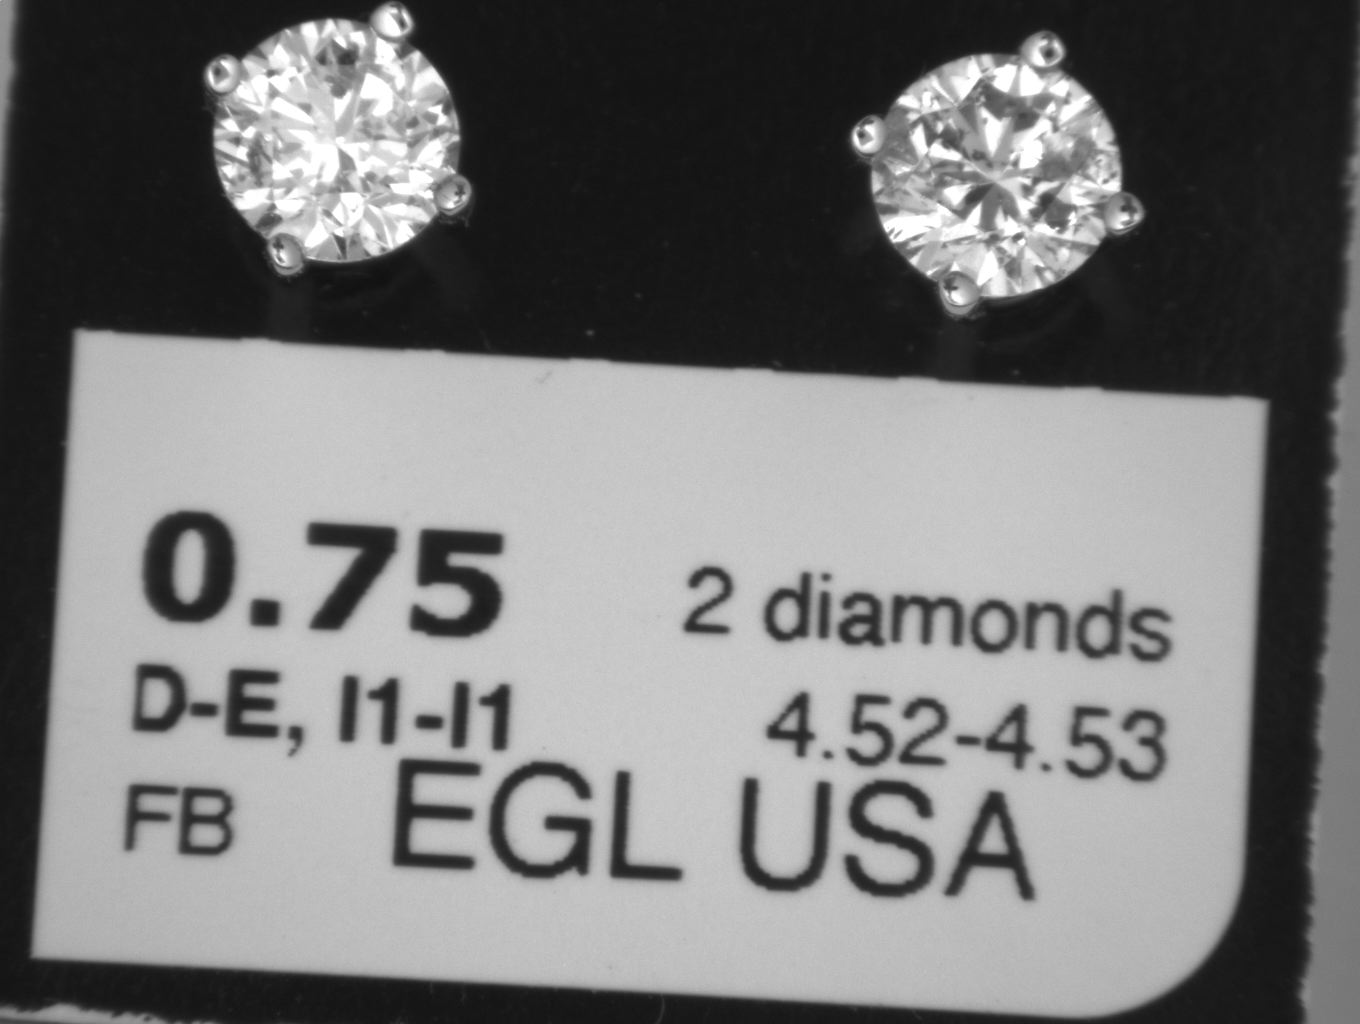 0.75 2 diamonds
D-E, I1-I1 4.52-4.53
FB EGL USA